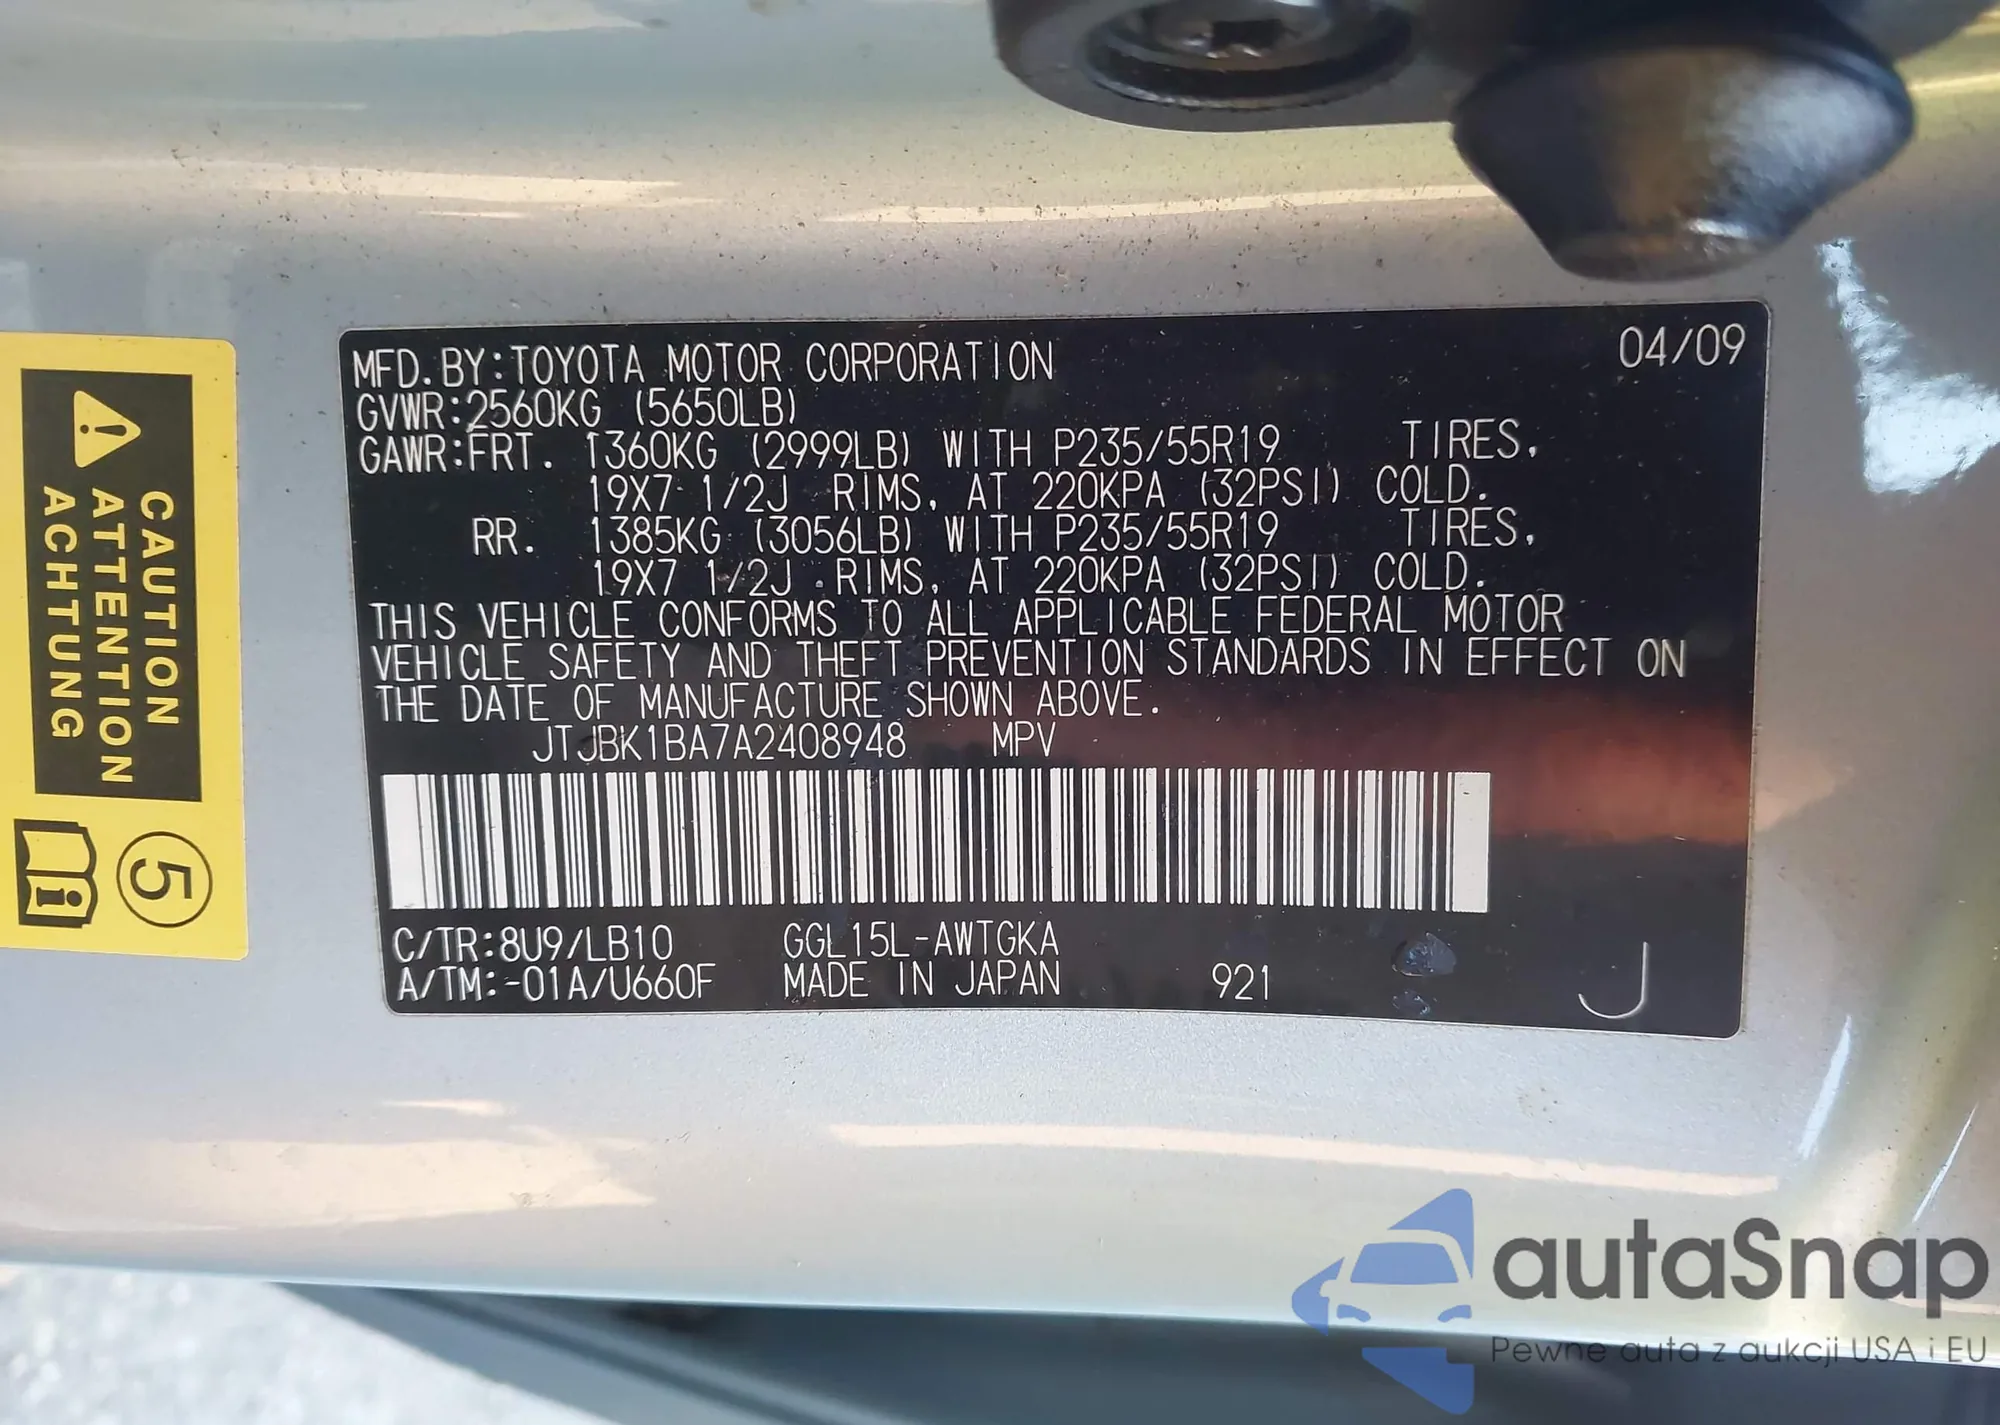 MFD.BY:TOYOTA MOTOR CORPORATION 04/09
GVWR:2560KG (5650LB)
GAWR:FRT. 1360KG (2999LB) WITH P235/55R19 TIRES,
19X7 1/2J RIMS, AT 220KPA (32PSI) COLD.
RR. 1385KG (3056LB) WITH P235/55R19 TIRES,
19X7 1/2J RIMS, AT 220KPA (32PSI) COLD.
THIS VEHICLE CONFORMS TO ALL APPLICABLE FEDERAL MOTOR
VEHICLE SAFETY AND THEFT PREVENTION STANDARDS IN EFFECT ON
THE DATE OF MANUFACTURE SHOWN ABOVE.
JTJBK1BA7A2408948 MPV
C/TR:8U9/LB10 GGL15L-AWTGKA
A/TM:-01A/U660F MADE IN JAPAN 921 J
CAUTION
ATTENTION
ACHTUNG
5
autaSnap
Pewne auta z aukcji USA i EU